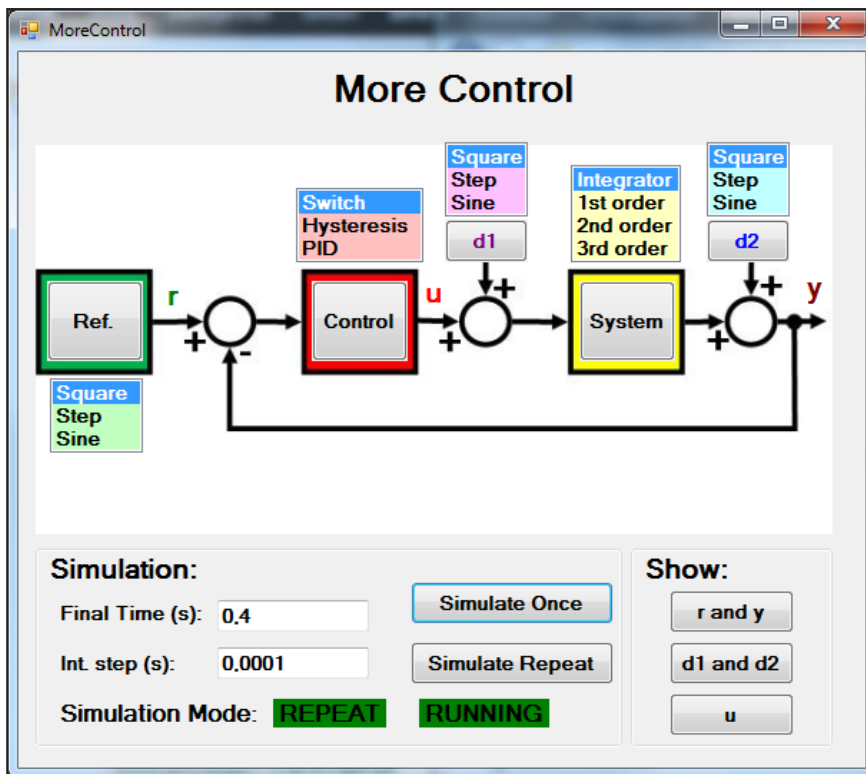 MoreControl
More Control
Square
Step
Sine
d1
Square
Step
Sine
d2
Switch
Hysteresis
PID
Integrator
1st order
2nd order
3rd order
Ref.
r
+
-
Control
u
+
+
System
+
+
y
Square
Step
Sine
Simulation:
Final Time (s): 0.4
Int. step (s): 0.0001
Simulate Once
Simulate Repeat
Simulation Mode: REPEAT RUNNING
Show:
r and y
d1 and d2
u